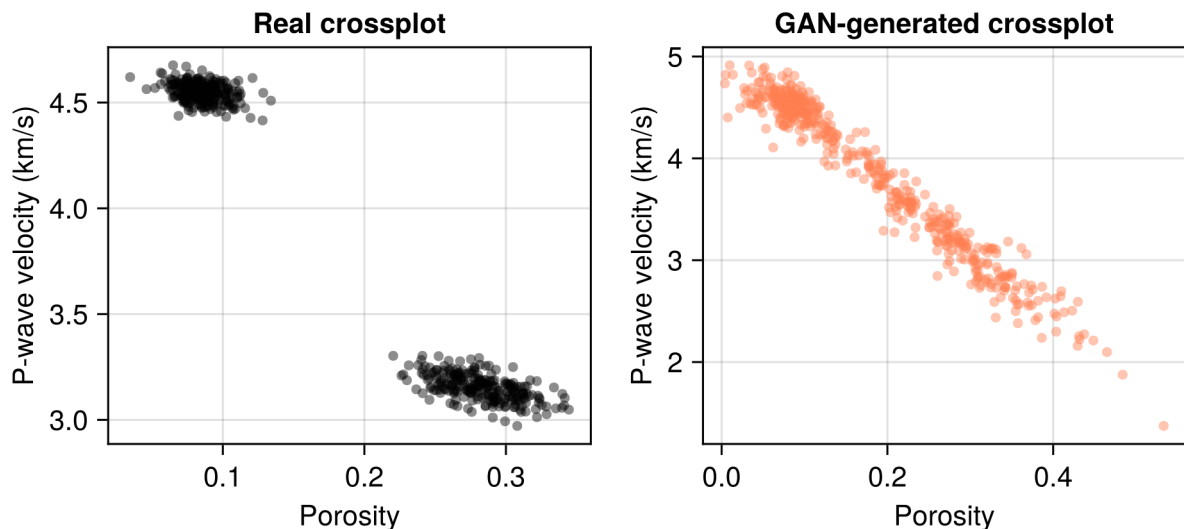 Real crossplot
P-wave velocity (km/s)
4.5
4.0
3.5
3.0
0.1
0.2
0.3
Porosity
GAN-generated crossplot
P-wave velocity (km/s)
5
4
3
2
0.0
0.2
0.4
Porosity